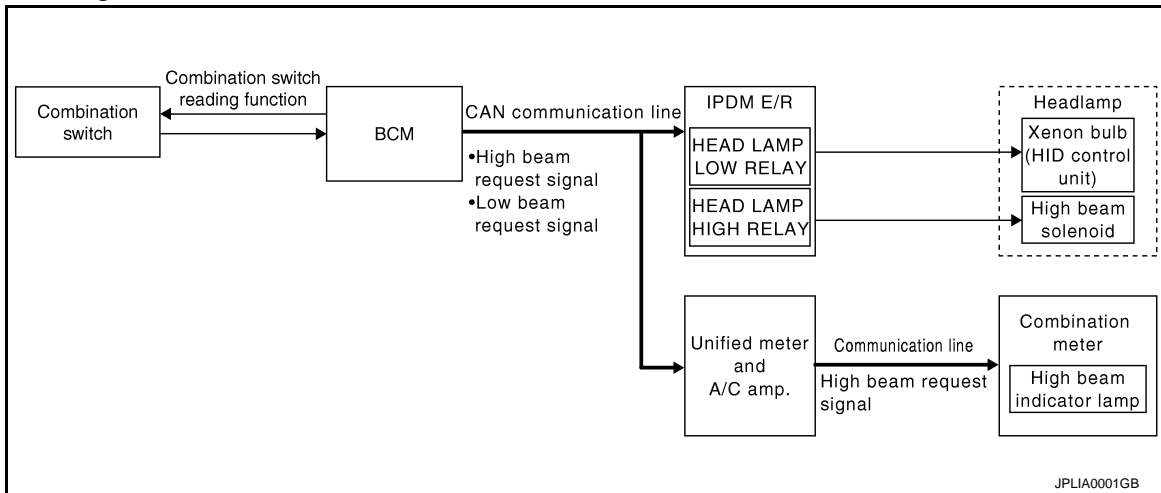 Combination
switch
Combination switch
reading function
BCM
CAN communication line
•High beam
request signal
•Low beam
request signal
IPDM E/R
HEAD LAMP
LOW RELAY
HEAD LAMP
HIGH RELAY
Headlamp
Xenon bulb
(HID control
unit)
High beam
solenoid
Unified meter
and
A/C amp.
Communication line
High beam request
signal
Combination
meter
High beam
indicator lamp
JPLIA0001GB